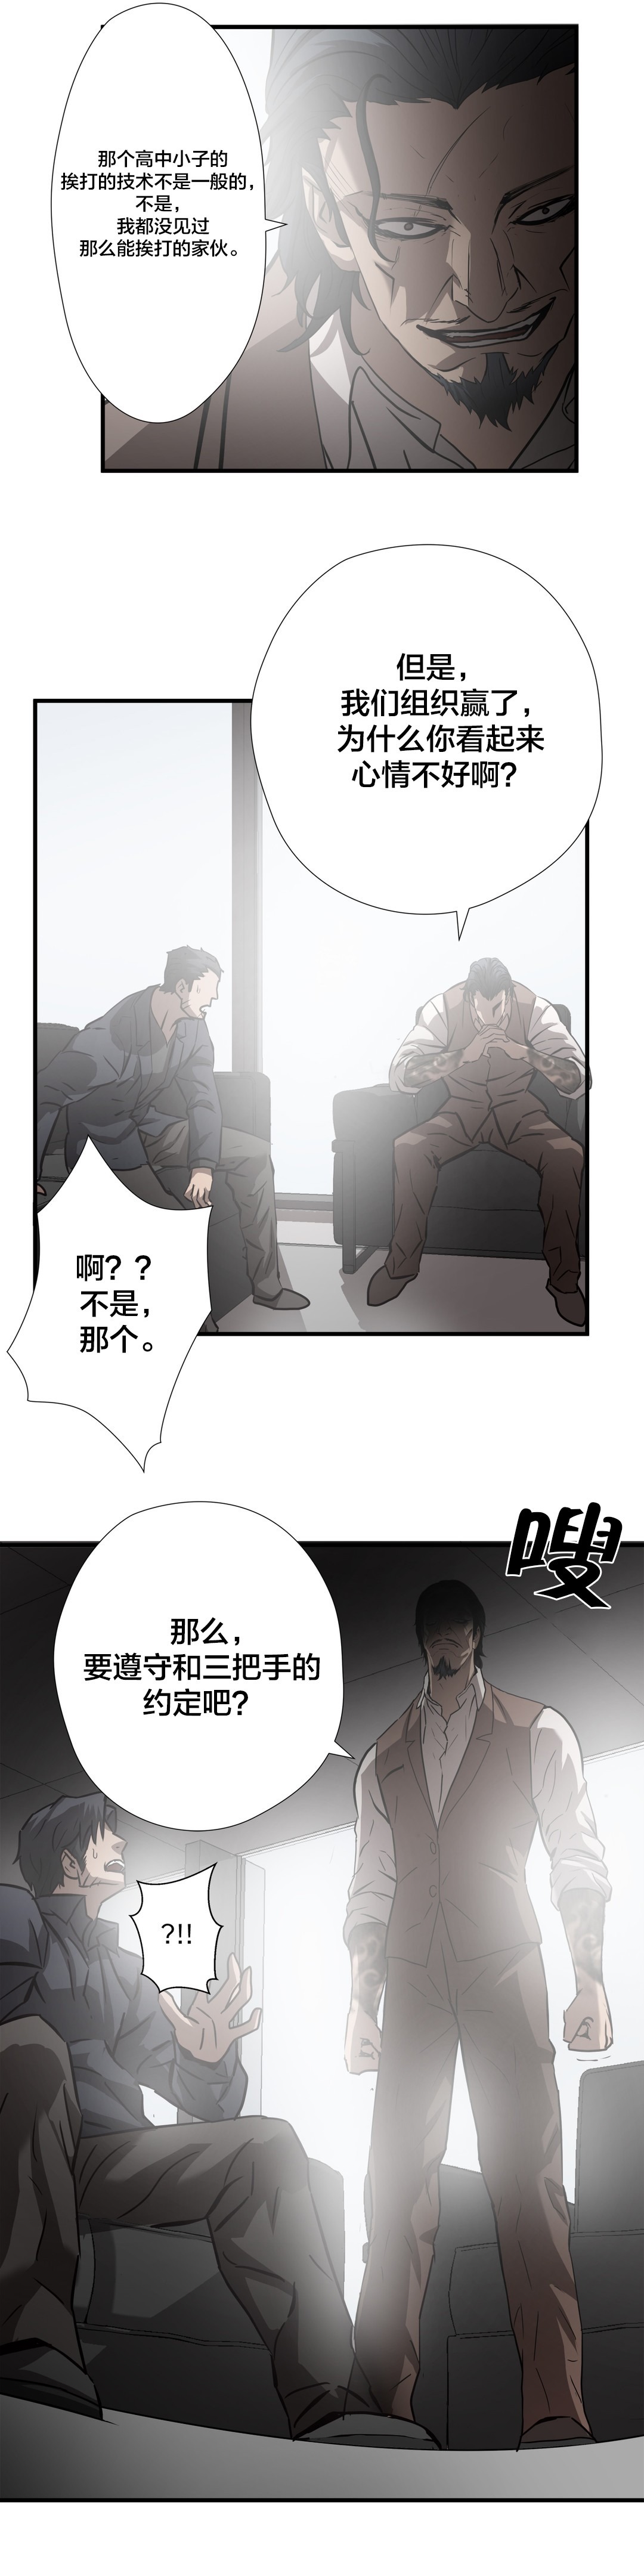 那个高中小子的
挨打的技术不是一般的，
不是，
我都没见过
那么能挨打的家伙。
但是，
我们组织赢了，
为什么你看起来
心情不好啊？
啊？？
不是，
那个。
嗖
那么，
要遵守和三把手的
约定吧？
?!!